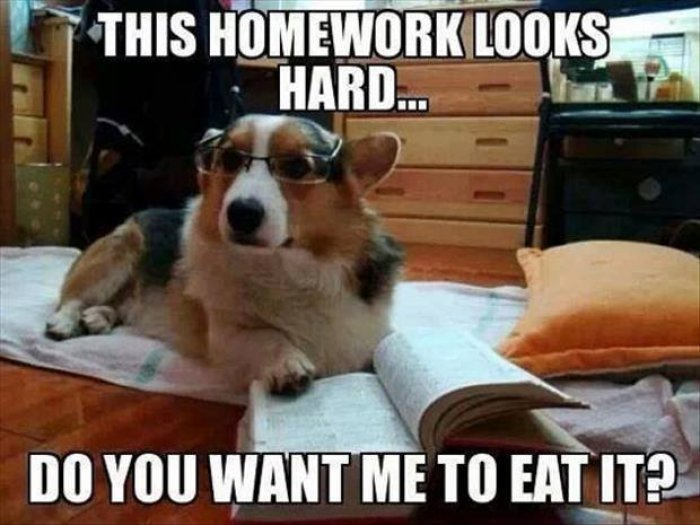 THIS HOMEWORK LOOKS
HARD...
DO YOU WANT ME TO EAT IT?